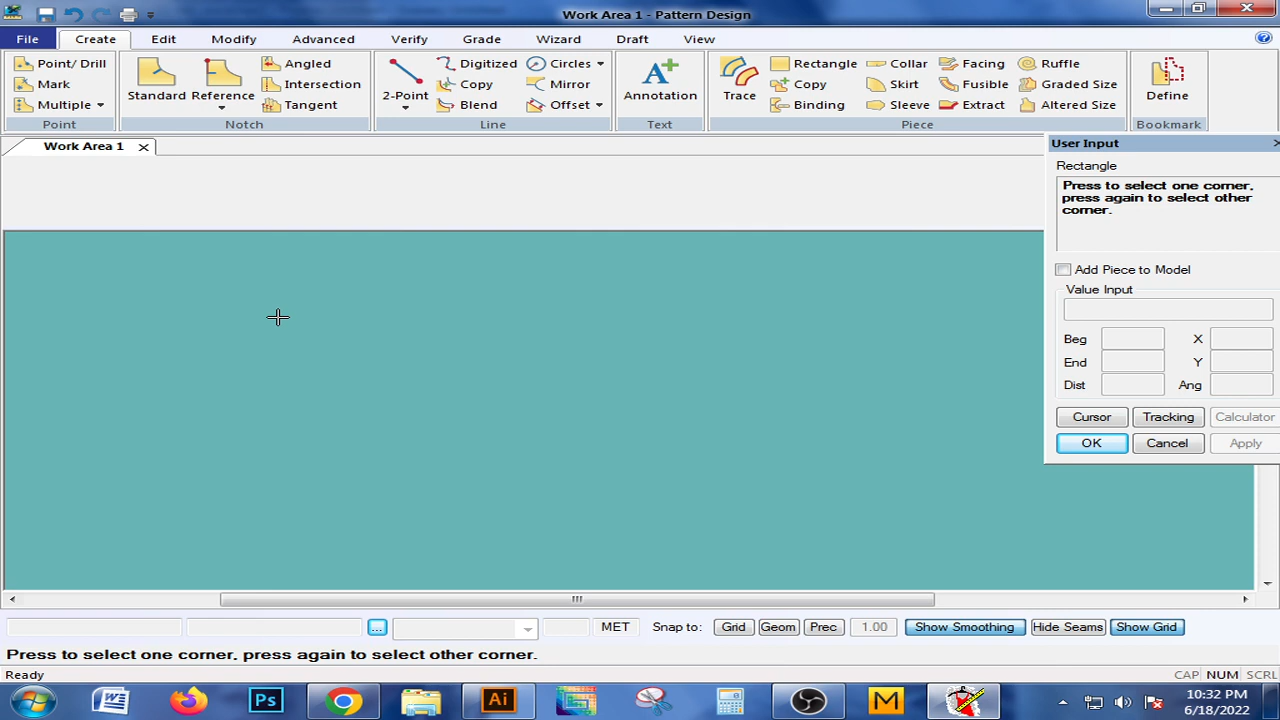 Work Area 1 - Pattern Design
File Create Edit Modify Advanced Verify Grade Wizard Draft View
Point/ Drill
Mark
Multiple
Point
Standard
Reference
Angled
Intersection
Tangent
Notch
2-Point
Digitized
Copy
Blend
Circles
Mirror
Offset
Line
Annotation
Text
Trace
Rectangle
Copy
Binding
Collar
Skirt
Sleeve
Facing
Fusible
Extract
Ruffle
Graded Size
Altered Size
Piece
Define
Bookmark
Work Area 1
User Input
Rectangle
Press to select one corner,
press again to select other
corner.
Add Piece to Model
Value Input
Beg X
End Y
Dist Ang
Cursor Tracking Calculator
OK Cancel Apply
... MET Snap to: Grid Geom Prec 1.00 Show Smoothing Hide Seams Show Grid
Press to select one corner, press again to select other corner.
Ready CAP NUM SCRL
Ps Ai M
10:32 PM
6/18/2022